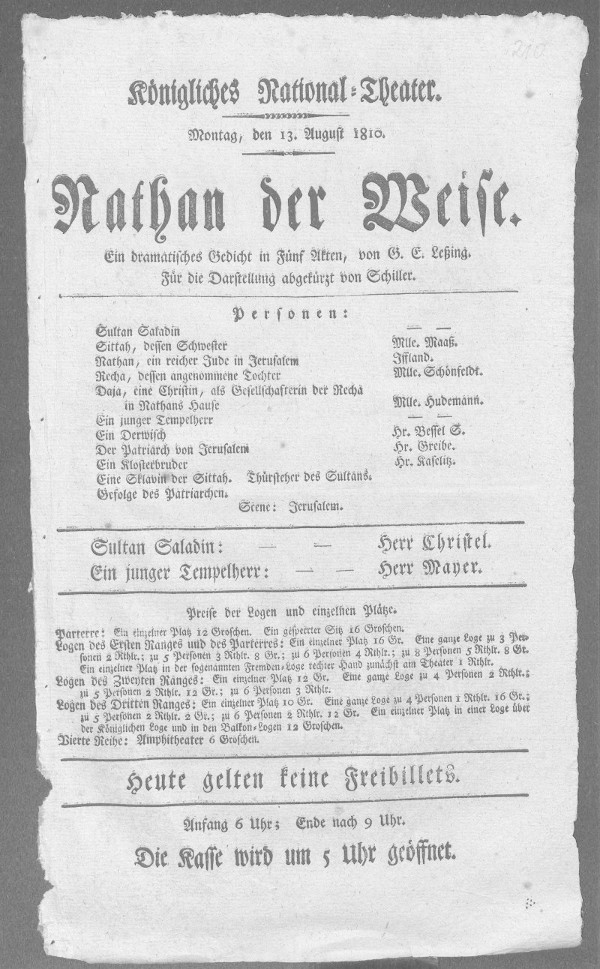 210
Königliches National-Theater.
Montag, den 13. August 1810.
Nathan der Weise.
Ein dramatisches Gedicht in Fünf Akten, von G. E. Leßing.
Für die Darstellung abgekürzt von Schiller.
Personen:
Sultan Saladin — —
Sittah, dessen Schwester Mlle. Maaß.
Nathan, ein reicher Jude in Jerusalem Iffland.
Recha, dessen angenommene Tochter Mlle. Schönfeldt.
Daja, eine Christin, als Gesellschafterin der Recha
in Nathans Hause Mlle. Hudemann.
Ein junger Tempelherr — —
Ein Derwisch Hr. Bessel S.
Der Patriarch von Jerusalem Hr. Greibe.
Ein Klosterbruder Hr. Kaselitz.
Eine Sklavin der Sittah. Thürsteher des Sultans.
Gefolge des Patriarchen.
Scene: Jerusalem.
Sultan Saladin: — — Herr Christel.
Ein junger Tempelherr: — — Herr Mayer.
Preise der Logen und einzelnen Plätze.
Parterre: Ein einzelner Platz 12 Groschen. Ein gesperrter Sitz 16 Groschen.
Logen des Ersten Ranges und des Parterres: Ein einzelner Platz 16 Gr. Eine ganze Loge zu 3 Per-
sonen 2 Rthlr.; zu 5 Personen 3 Rthlr. 8 Gr.; zu 6 Personen 4 Rthlr.; zu 8 Personen 5 Rthlr. 8 Gr.
Ein einzelner Platz in der sogenannten Fremden-Loge rechter Hand zunächst am Theater 1 Rthlr.
Logen des Zweyten Ranges: Ein einzelner Platz 12 Gr. Eine ganze Loge zu 4 Personen 2 Rthlr.;
zu 5 Personen 2 Rthlr. 12 Gr.; zu 6 Personen 3 Rthlr.
Logen des Dritten Ranges: Ein einzelner Platz 10 Gr. Eine ganze Loge zu 4 Personen 1 Rthlr. 16 Gr.;
zu 5 Personen 2 Rthlr. 2 Gr.; zu 6 Personen 2 Rthlr. 12 Gr. Ein einzelner Platz in einer Loge über
der Königlichen Loge und in den Balkon-Logen 12 Groschen.
Vierte Reihe: Amphitheater 6 Groschen.
Heute gelten keine Freibillets.
Anfang 6 Uhr; Ende nach 9 Uhr.
Die Kasse wird um 5 Uhr geöffnet.